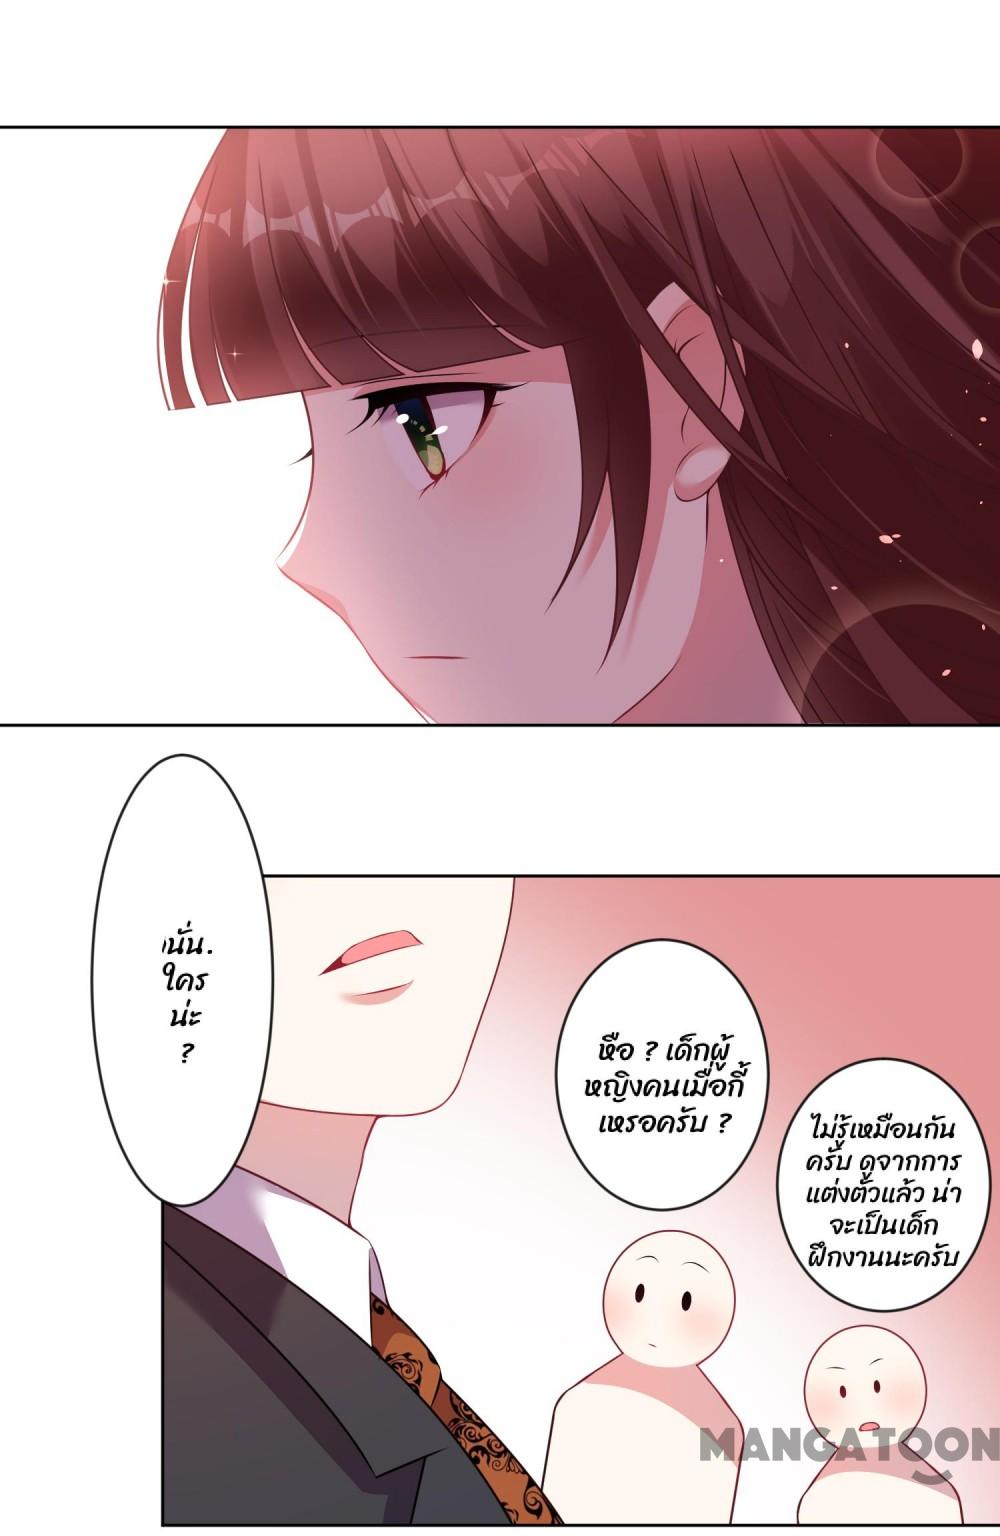 นั่น.
ใคร
น่ะ
?
หือ ? เด็กผู้
หญิงคนเมื่อกี้
เหรอครับ ?
ไม่รู้เหมือนกัน
ครับ ดูจากการ
แต่งตัวแล้ว น่า
จะเป็นเด็ก
ฝึกงานนะครับ
MANGATOON